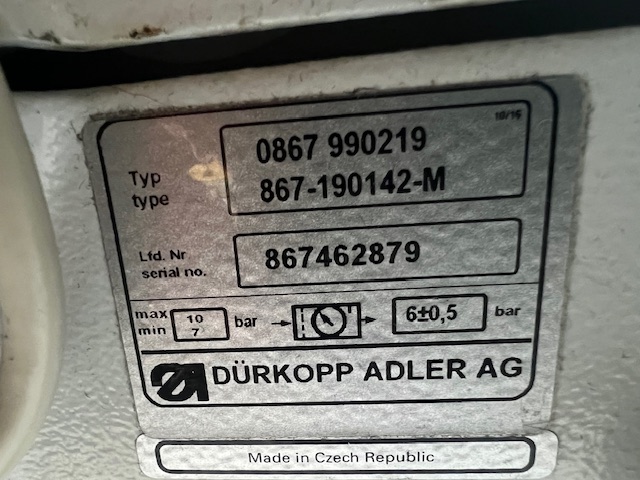 10/16
Typ
type
0867 990219
867-190142-M
Lfd. Nr
serial no.
867462879
max
min
10
7
bar
6±0,5
bar
DÜRKOPP ADLER AG
Made in Czech Republic